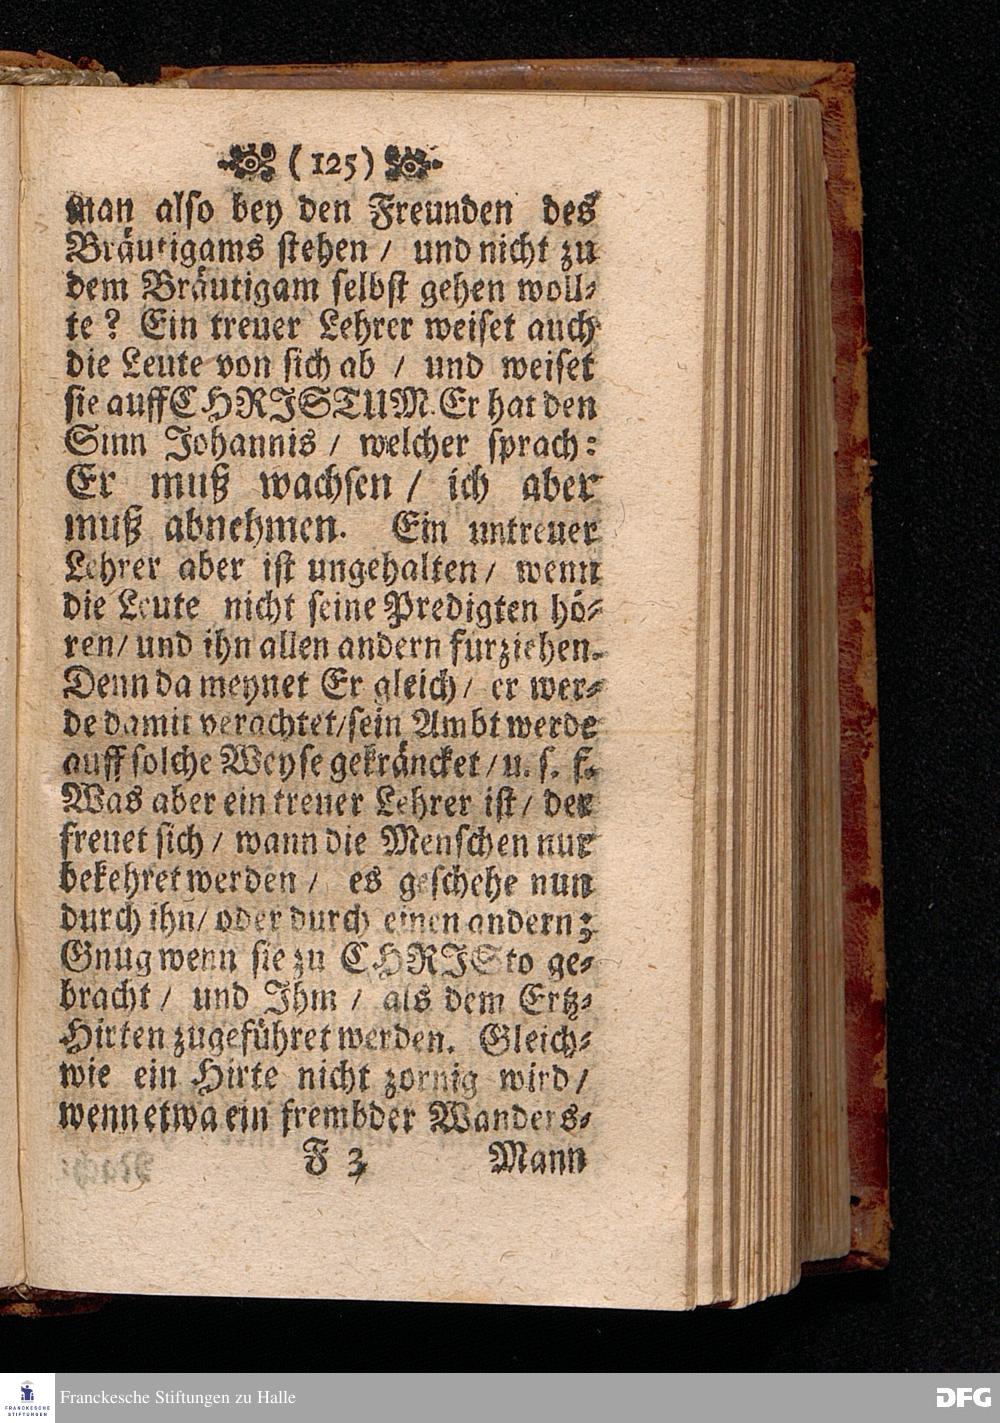 (125)
man also bey den Freunden des
Bräutigams stehen / und nicht zu
dem Bräutigam selbst gehen woll-
te? Ein treuer Lehrer weiset auch
die Leute von sich ab / und weiset
sie auff CHRISTUM. Er hat den
Sinn Johannis / welcher sprach:
Er muß wachsen / ich aber
muß abnehmen. Ein untreuer
Lehrer aber ist ungehalten / wenn
die Leute nicht seine Predigten hö-
ren / und ihn allen andern furziehen.
Denn da meynet Er gleich / er wer-
de damit verachtet / sein Ambt werde
auff solche Weyse gekräncket / u. s. f.
Was aber ein treuer Lehrer ist / der
freuet sich / wann die Menschen nur
bekehret werden / es geschehe nun
durch ihn / oder durch einen andern;
Gnug wenn sie zu CHRISto ge-
bracht / und Ihm / als dem Ertz-
Hirten zugeführet werden. Gleich-
wie ein Hirte nicht zornig wird /
wenn etwa ein frembder Wanders-
F 3 Mann
FRANCKESCHE
STIFTUNGEN
Franckesche Stiftungen zu Halle
DFG